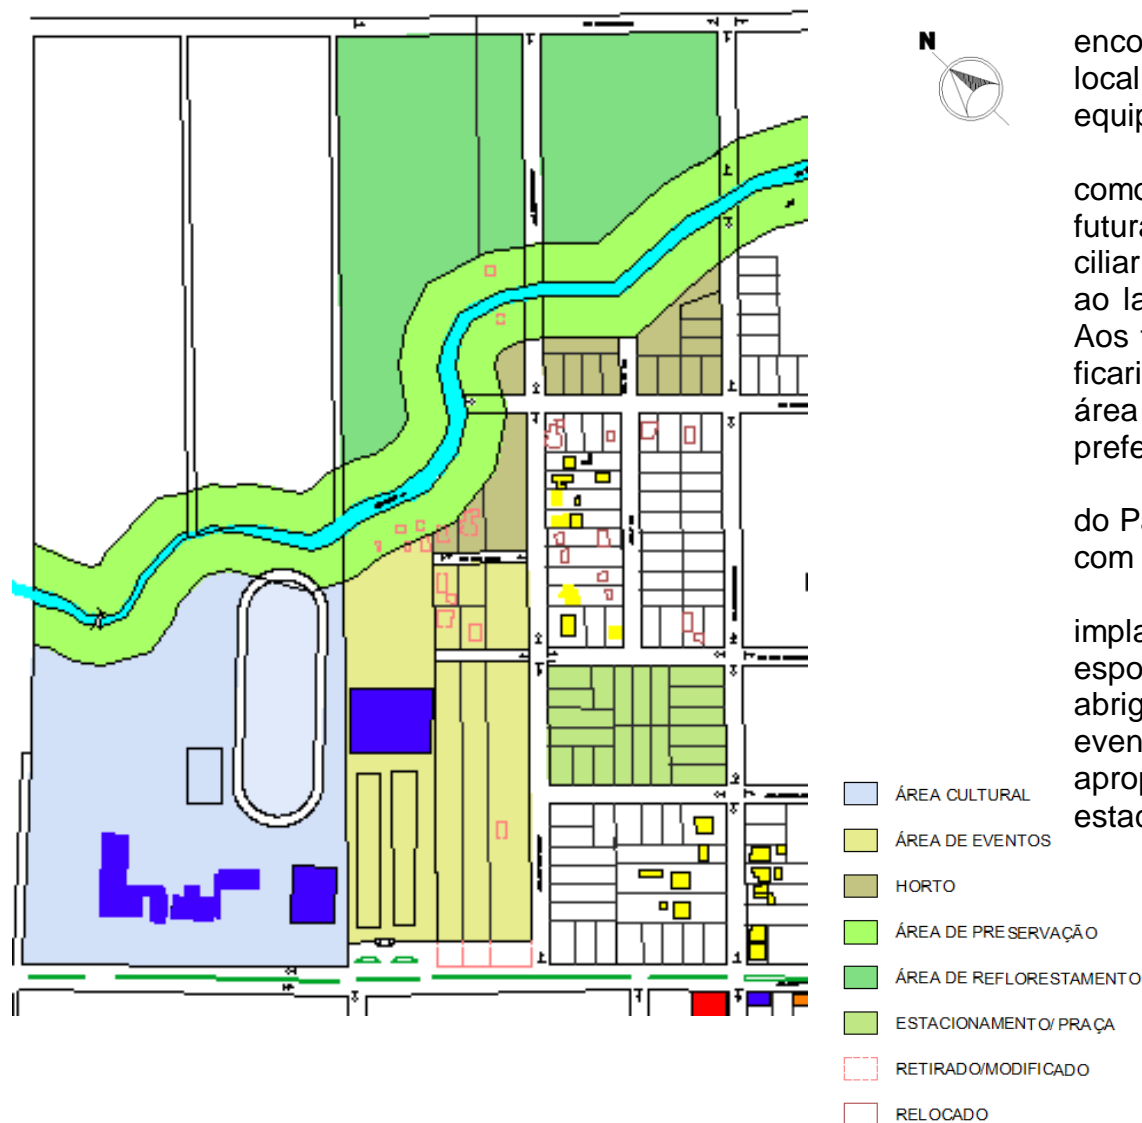 N
enco
local
equip
como
futura
ciliar
ao la
Aos
ficari
área
prefe
do Pa
com
impla
espo
abrig
even
aprop
estac
ÁREA CULTURAL
ÁREA DE EVENTOS
HORTO
ÁREA DE PRESERVAÇÃO
ÁREA DE REFLORESTAMENTO
ESTACIONAMENTO/ PRAÇA
RETIRADO/MODIFICADO
RELOCADO